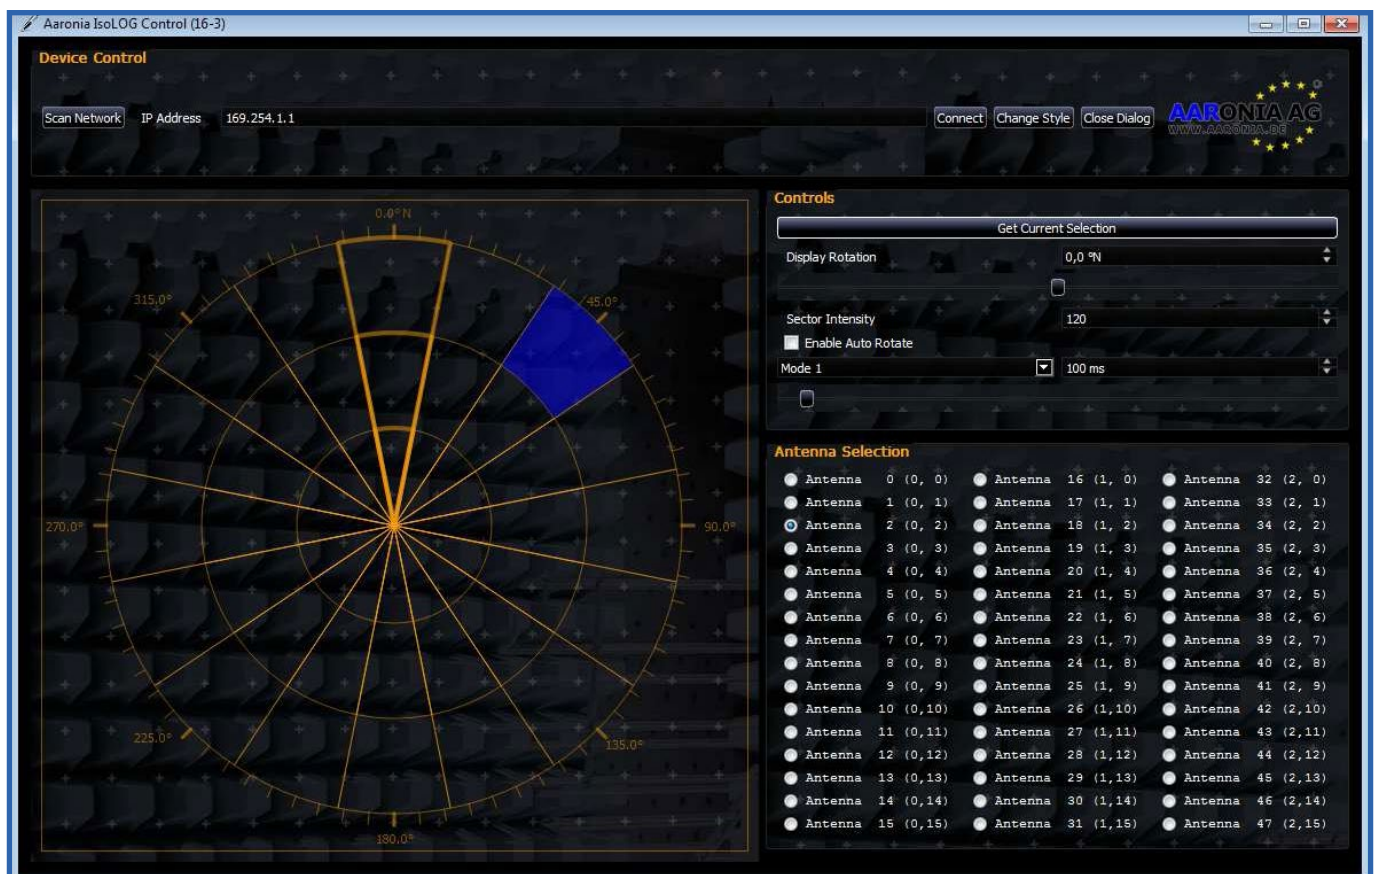 Aaronia IsoLOG Control (16-3)
Device Control
Scan Network IP Address 169.254.1.1 Connect Change Style Close Dialog
AARONIA AG
WWW.AARONIA.DE
0.0° N
45.0°
90.0°
135.0°
180.0°
225.0°
270.0°
315.0°
Controls
Get Current Selection
Display Rotation 0,0 °N
Sector Intensity 120
Enable Auto Rotate
Mode 1 100 ms
Antenna Selection
Antenna 0 (0, 0) Antenna 16 (1, 0) Antenna 32 (2, 0)
Antenna 1 (0, 1) Antenna 17 (1, 1) Antenna 33 (2, 1)
Antenna 2 (0, 2) Antenna 18 (1, 2) Antenna 34 (2, 2)
Antenna 3 (0, 3) Antenna 19 (1, 3) Antenna 35 (2, 3)
Antenna 4 (0, 4) Antenna 20 (1, 4) Antenna 36 (2, 4)
Antenna 5 (0, 5) Antenna 21 (1, 5) Antenna 37 (2, 5)
Antenna 6 (0, 6) Antenna 22 (1, 6) Antenna 38 (2, 6)
Antenna 7 (0, 7) Antenna 23 (1, 7) Antenna 39 (2, 7)
Antenna 8 (0, 8) Antenna 24 (1, 8) Antenna 40 (2, 8)
Antenna 9 (0, 9) Antenna 25 (1, 9) Antenna 41 (2, 9)
Antenna 10 (0,10) Antenna 26 (1,10) Antenna 42 (2,10)
Antenna 11 (0,11) Antenna 27 (1,11) Antenna 43 (2,11)
Antenna 12 (0,12) Antenna 28 (1,12) Antenna 44 (2,12)
Antenna 13 (0,13) Antenna 29 (1,13) Antenna 45 (2,13)
Antenna 14 (0,14) Antenna 30 (1,14) Antenna 46 (2,14)
Antenna 15 (0,15) Antenna 31 (1,15) Antenna 47 (2,15)